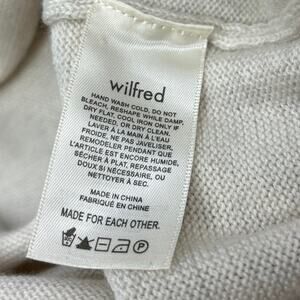 wilfred
HAND WASH COLD, DO NOT
BLEACH, RESHAPE WHILE DAMP,
DRY FLAT, COOL IRON ONLY IF
NEEDED, OR DRY CLEAN.
LAVER À LA MAIN À L'EAU
FROIDE, NE PAS JAVELISER,
REMODELER PENDANT QUE
L'ARTICLE EST ENCORE HUMIDE,
SÉCHER À PLAT, REPASSAGE
DOUX SI NÉCESSAIRE, OU
NETTOYER À SEC.
MADE IN CHINA
FABRIQUÉ EN CHINE
MADE FOR EACH OTHER.
P